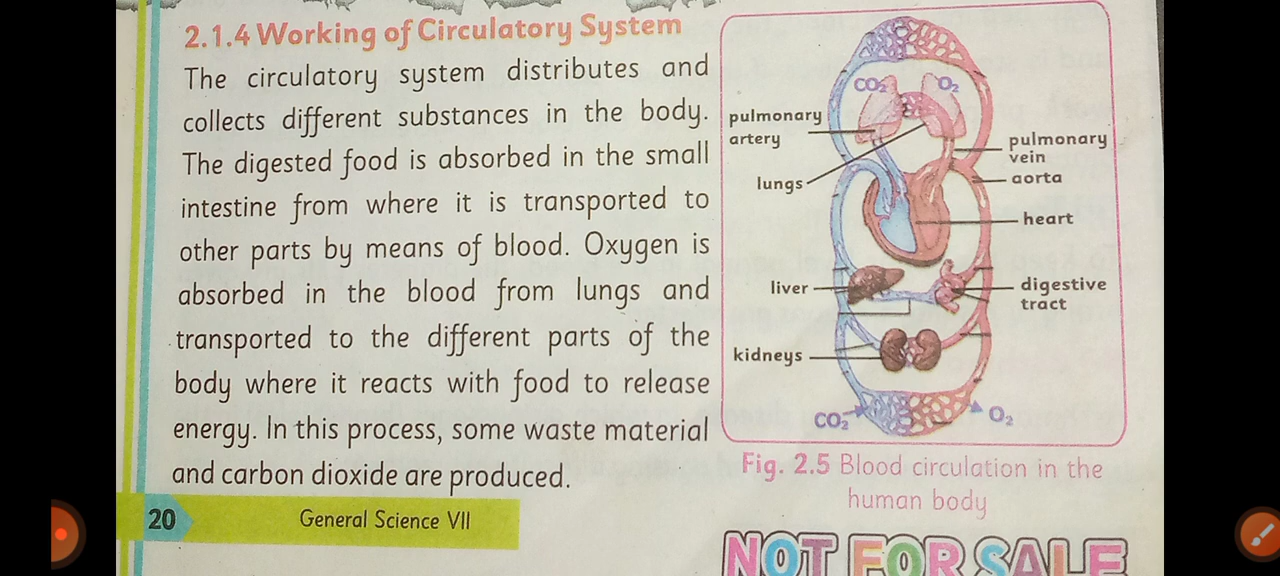 2.1.4 Working of Circulatory System
The circulatory system distributes and
collects different substances in the body.
The digested food is absorbed in the small
intestine from where it is transported to
other parts by means of blood. Oxygen is
absorbed in the blood from lungs and
transported to the different parts of the
body where it reacts with food to release
energy. In this process, some waste material
and carbon dioxide are produced.
CO₂
O₂
pulmonary
artery
lungs
pulmonary
vein
aorta
heart
liver
digestive
tract
kidneys
CO₂
O₂
Fig. 2.5 Blood circulation in the
human body
20
General Science VII
NOT FOR SALE